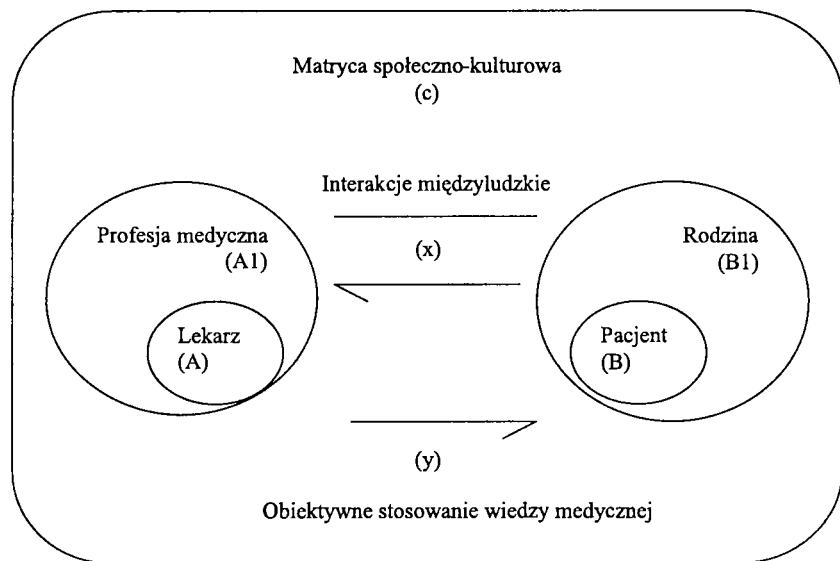 Matryca społeczno-kulturowa
(c)
Interakcje międzyludzkie
(x)
Profesja medyczna
(A1)
Lekarz
(A)
Rodzina
(B1)
Pacjent
(B)
(y)
Obiektywne stosowanie wiedzy medycznej